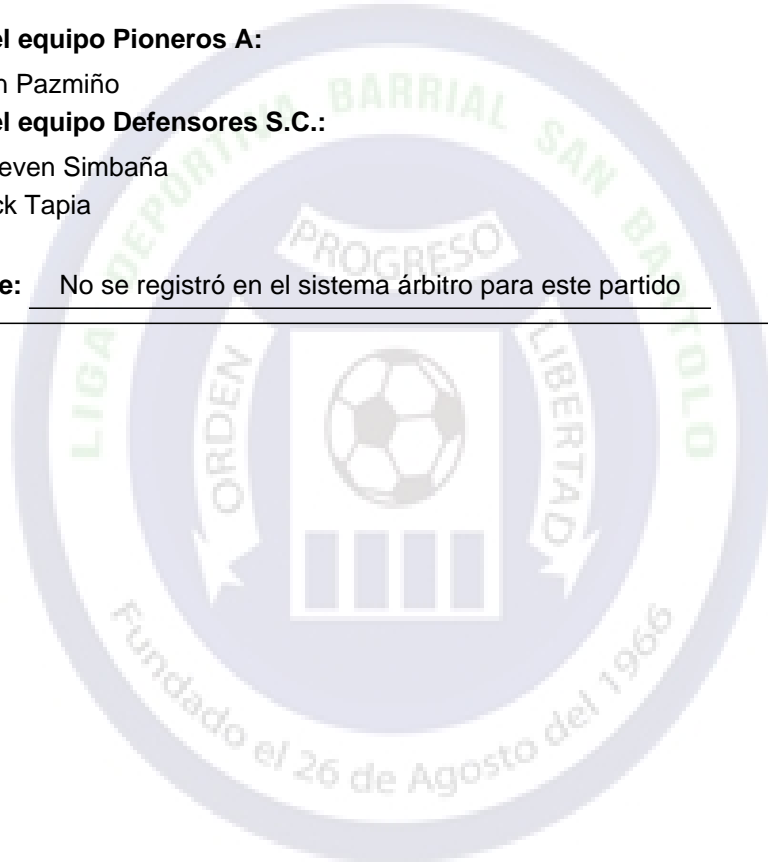 el equipo Pioneros A:
n Pazmiño
el equipo Defensores S.C.:
even Simbaña
ck Tapia
e: No se registró en el sistema árbitro para este partido
LIGA DEPORTIVA BARRIAL SAN BARTOLO
PROGRESO
ORDEN
LIBERTAD
Fundado el 26 de Agosto del 1966